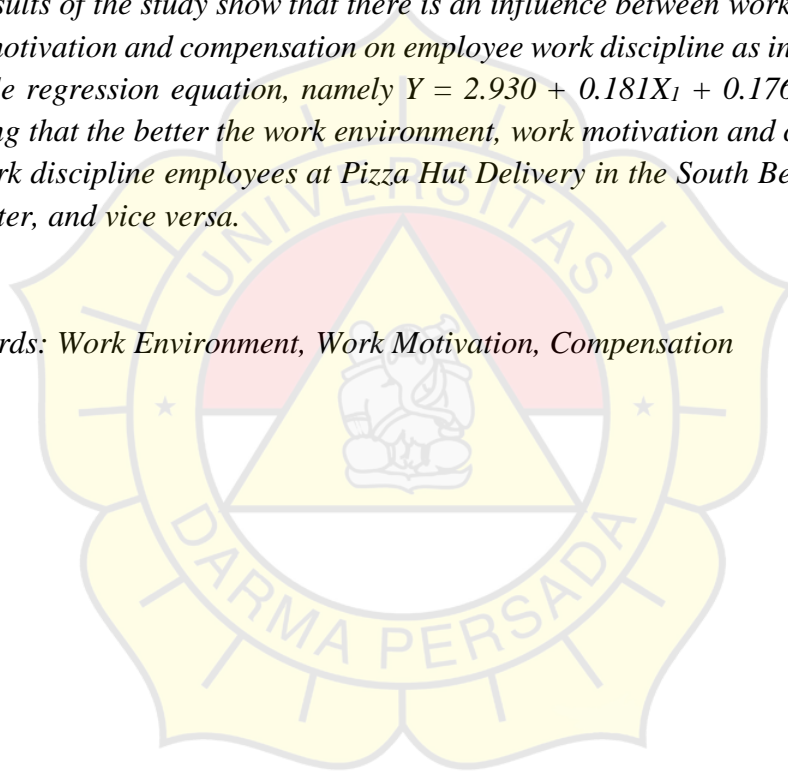 sults of the study show that there is an influence between work
notivation and compensation on employee work discipline as in
le regression equation, namely Y = 2.930 + 0.181X1 + 0.176
ng that the better the work environment, work motivation and
rk discipline employees at Pizza Hut Delivery in the South Be
ter, and vice versa.
rds: Work Environment, Work Motivation, Compensation
UNIVERSITAS
DARMA PERSADA